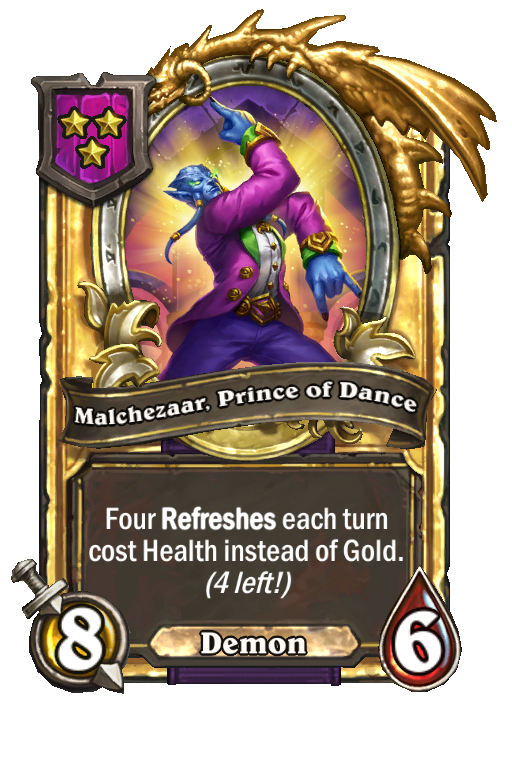 Malchezaar, Prince of Dance
Four Refreshes each turn
cost Health instead of Gold.
(4 left!)
Demon
8
6